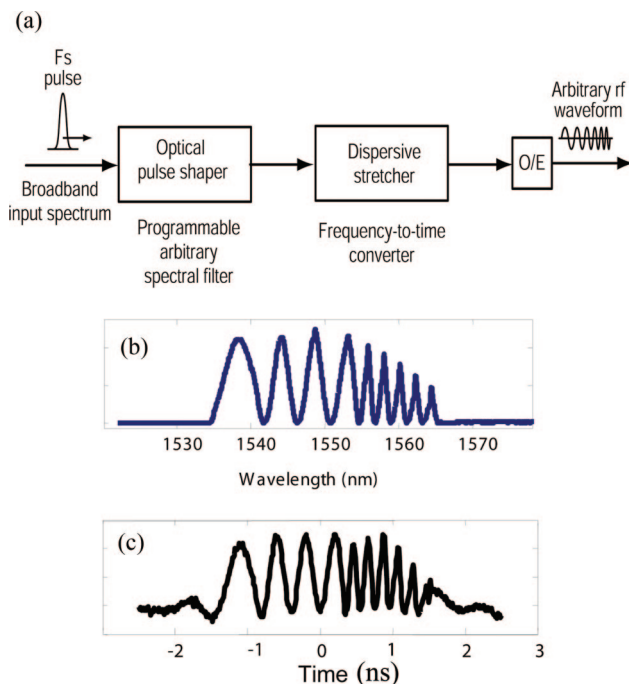 (a)
Fs
pulse
Broadband
input spectrum
Optical
pulse shaper
Programmable
arbitrary
spectral filter
Dispersive
stretcher
Frequency-to-time
converter
O/E
Arbitrary rf
waveform
(b)
1530 1540 1550 1560 1570
Wavelength (nm)
(c)
-2 -1 0 1 2 3
Time (ns)